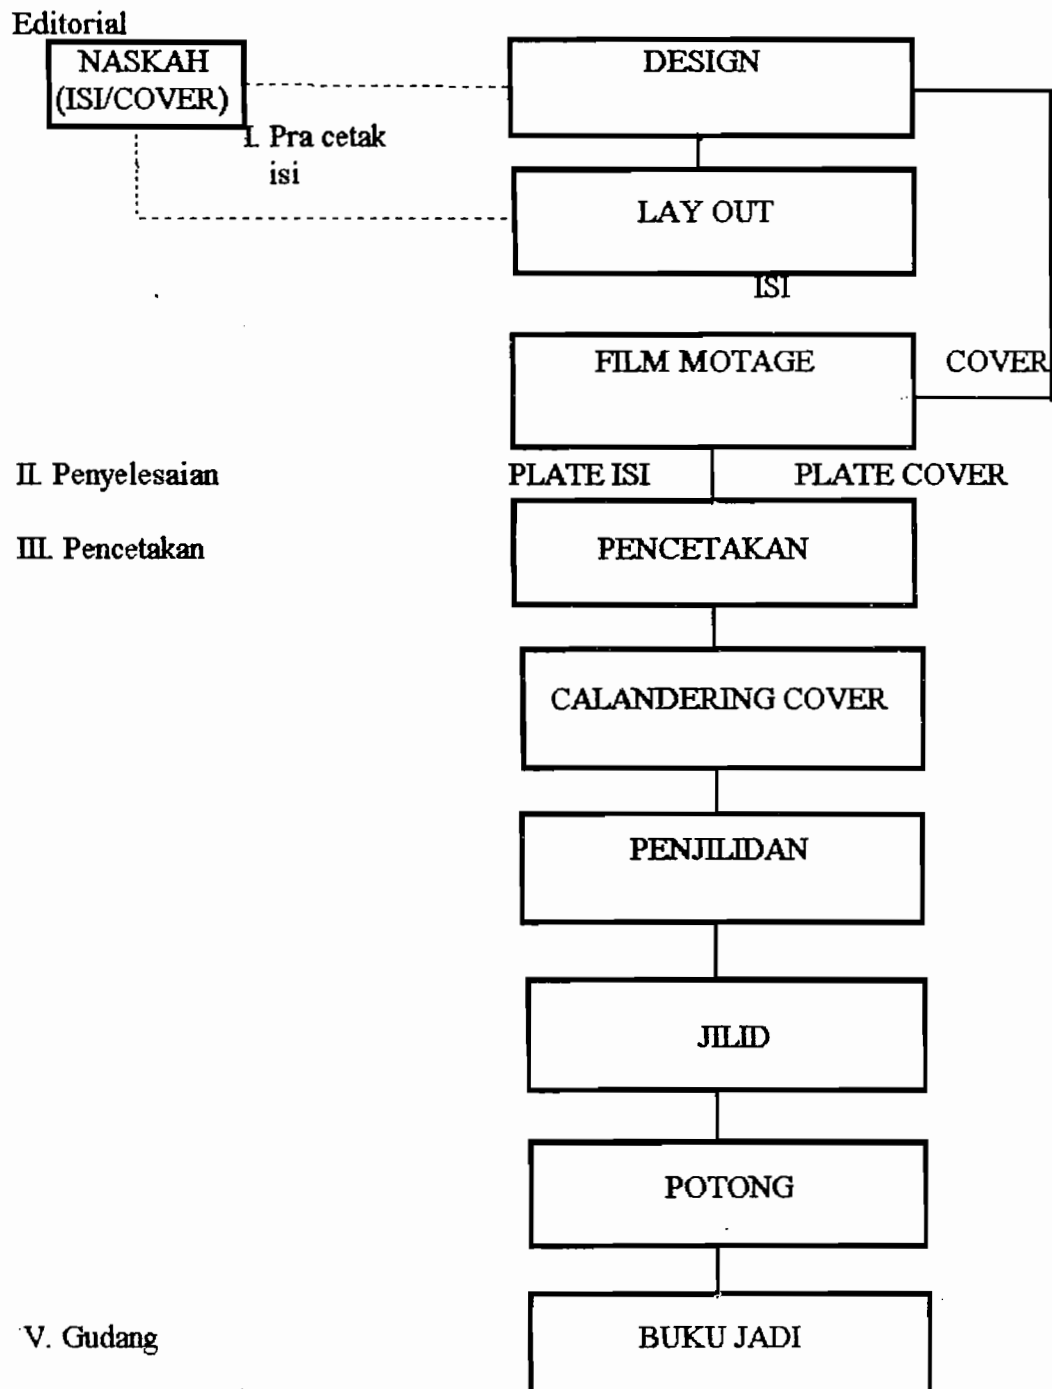 Editorial
NASKAH
(ISI/COVER)
DESIGN
I. Pra cetak
isi
LAY OUT
ISI
FILM MOTAGE
COVER
II. Penyelesaian
PLATE ISI
PLATE COVER
III. Pencetakan
PENCETAKAN
CALANDERING COVER
PENJILIDAN
JILID
POTONG
V. Gudang
BUKU JADI